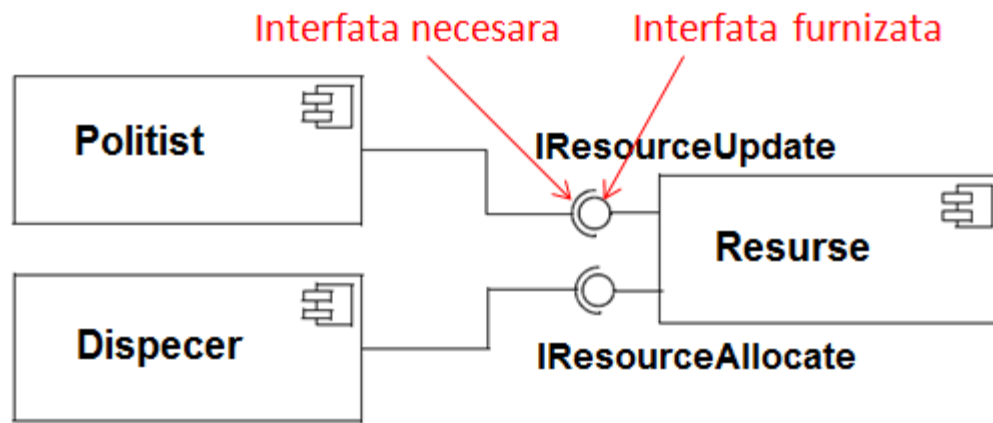 Interfata necesara
Interfata furnizata
Politist
IResourceUpdate
Resurse
Dispecer
IResourceAllocate